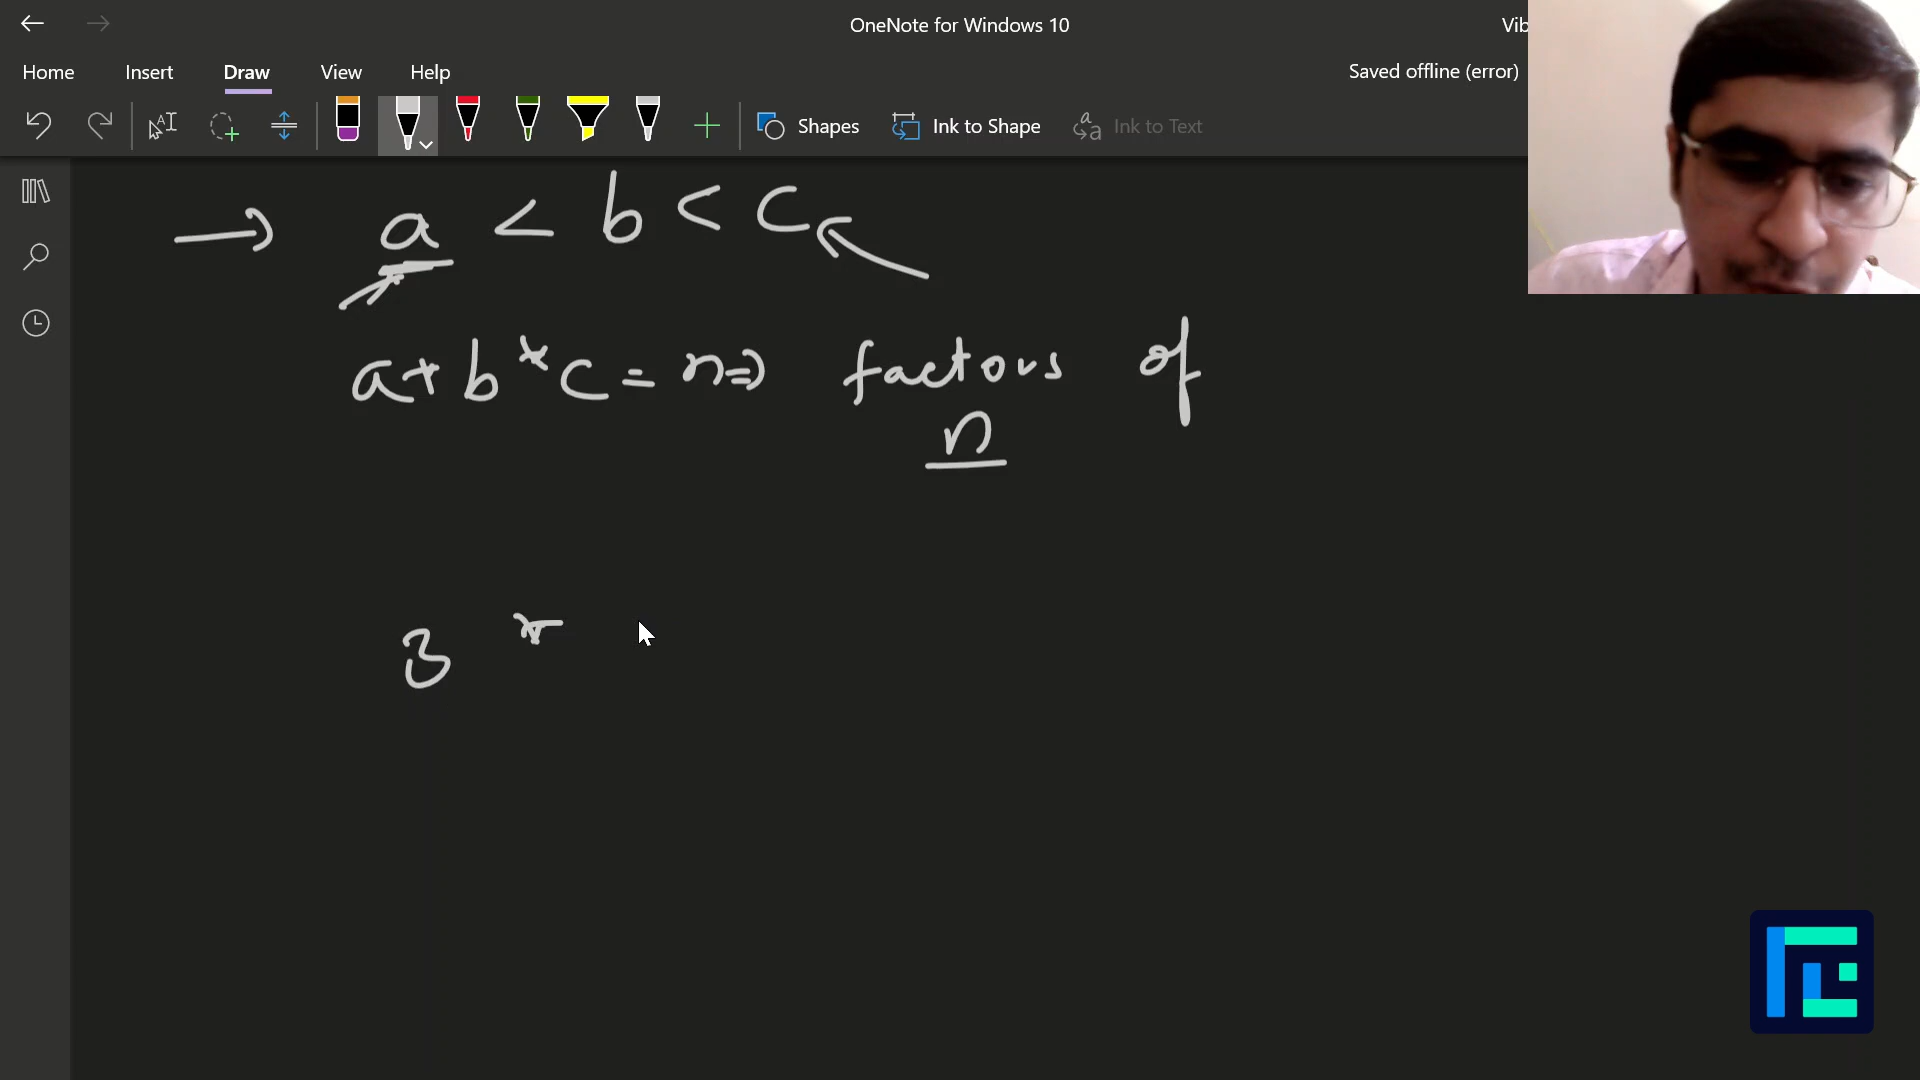 OneNote for Windows 10
Vib
Home Insert Draw View Help
Saved offline (error)
Shapes Ink to Shape Ink to Text
→ a < b < c
a * b * c = n ⇒ factors of
n
3 *